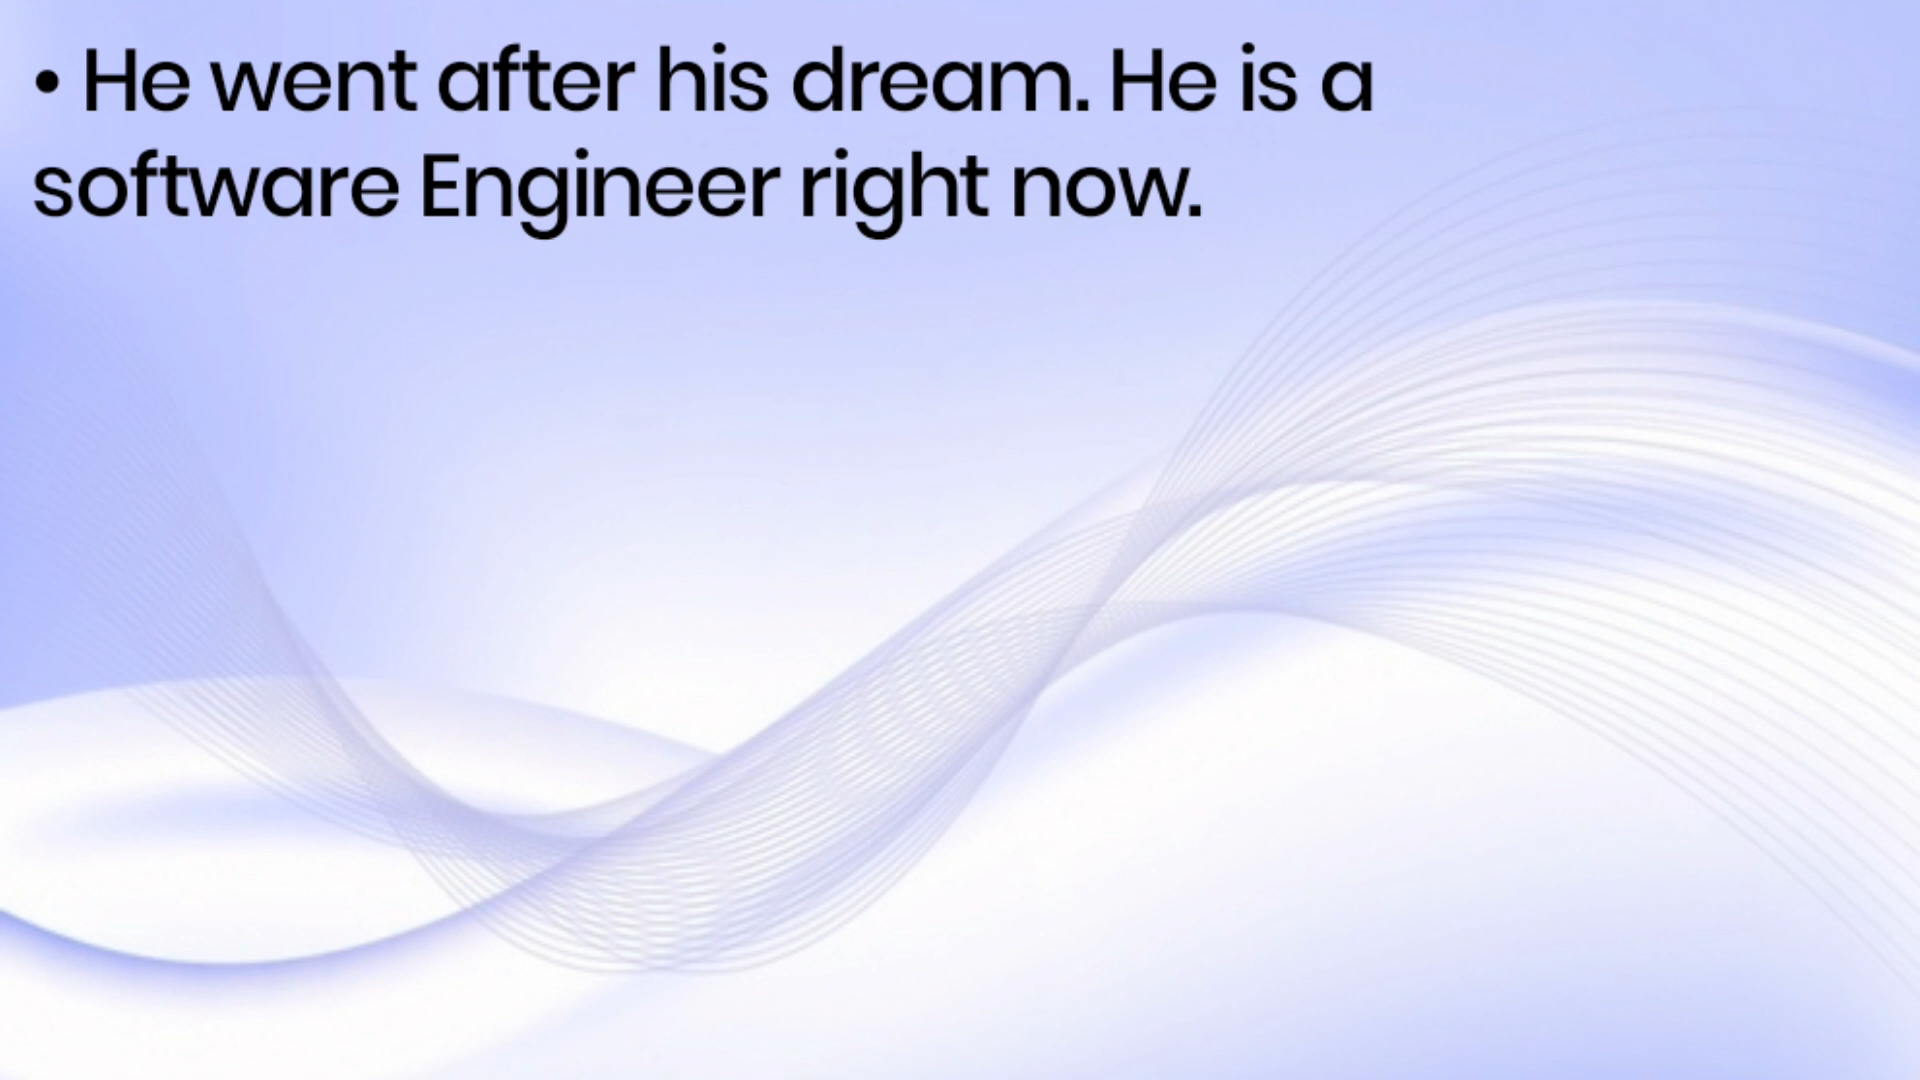 • He went after his dream. He is a
software Engineer right now.